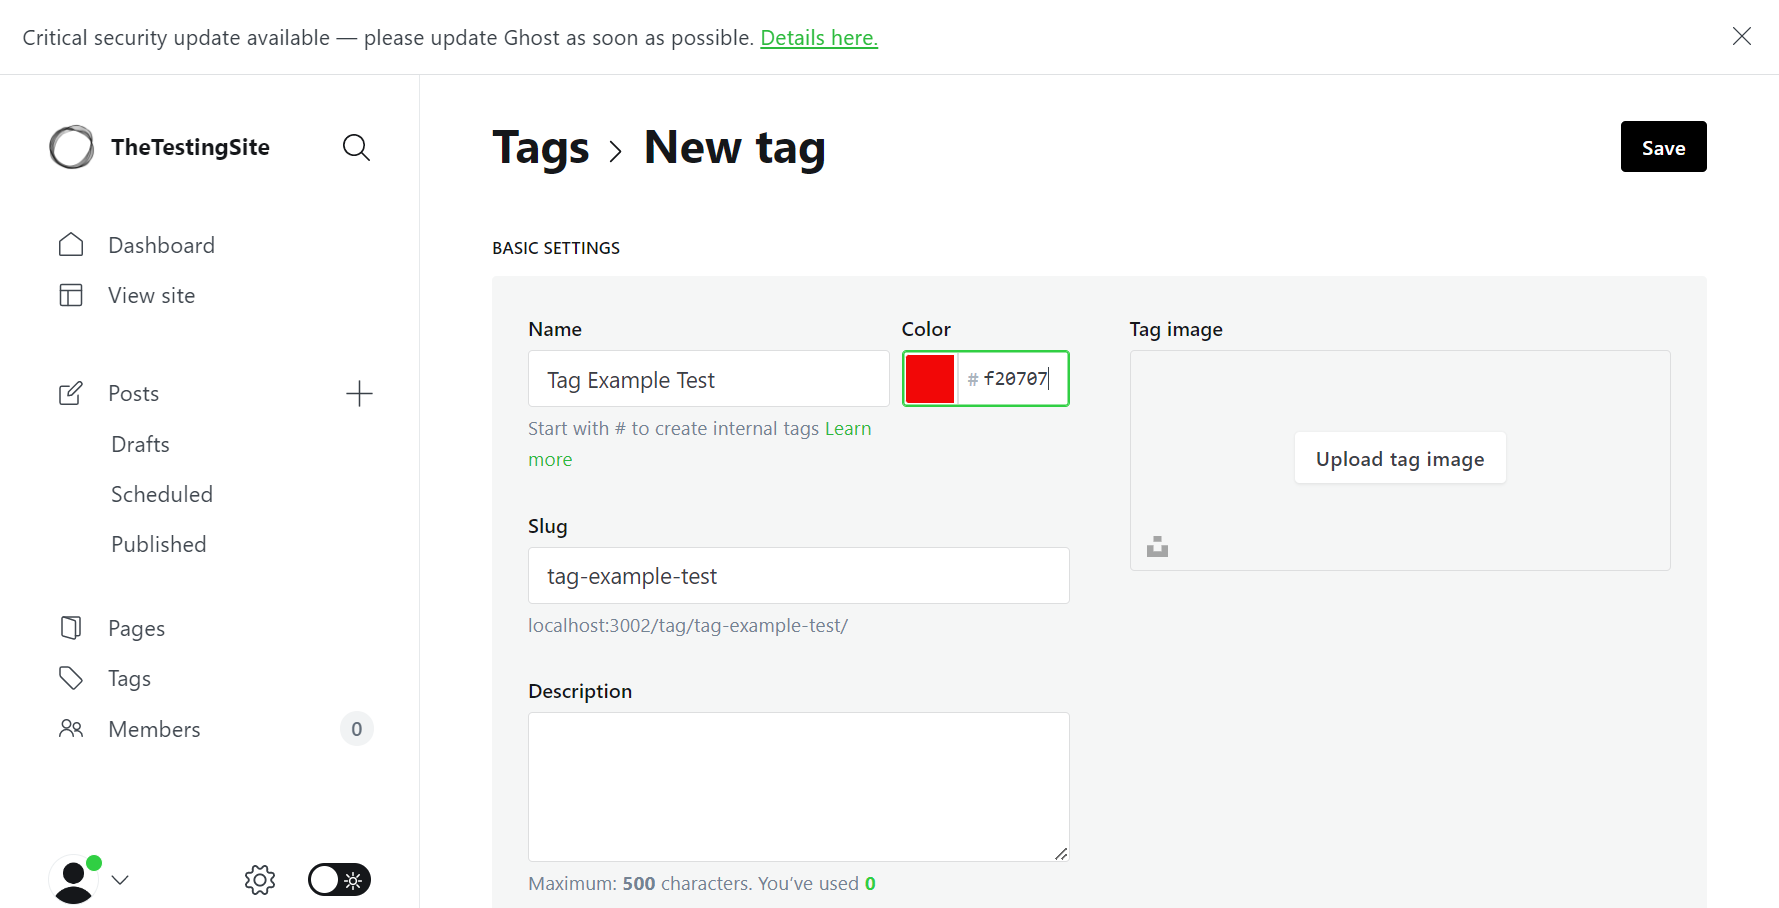 Critical security update available — please update Ghost as soon as possible. Details here.
TheTestingSite
Dashboard
View site
Posts
Drafts
Scheduled
Published
Pages
Tags
Members 0
Tags > New tag
Save
BASIC SETTINGS
Name
Tag Example Test
Start with # to create internal tags Learn
more
Color
# f20707
Slug
tag-example-test
localhost:3002/tag/tag-example-test/
Description
Maximum: 500 characters. You’ve used 0
Tag image
Upload tag image